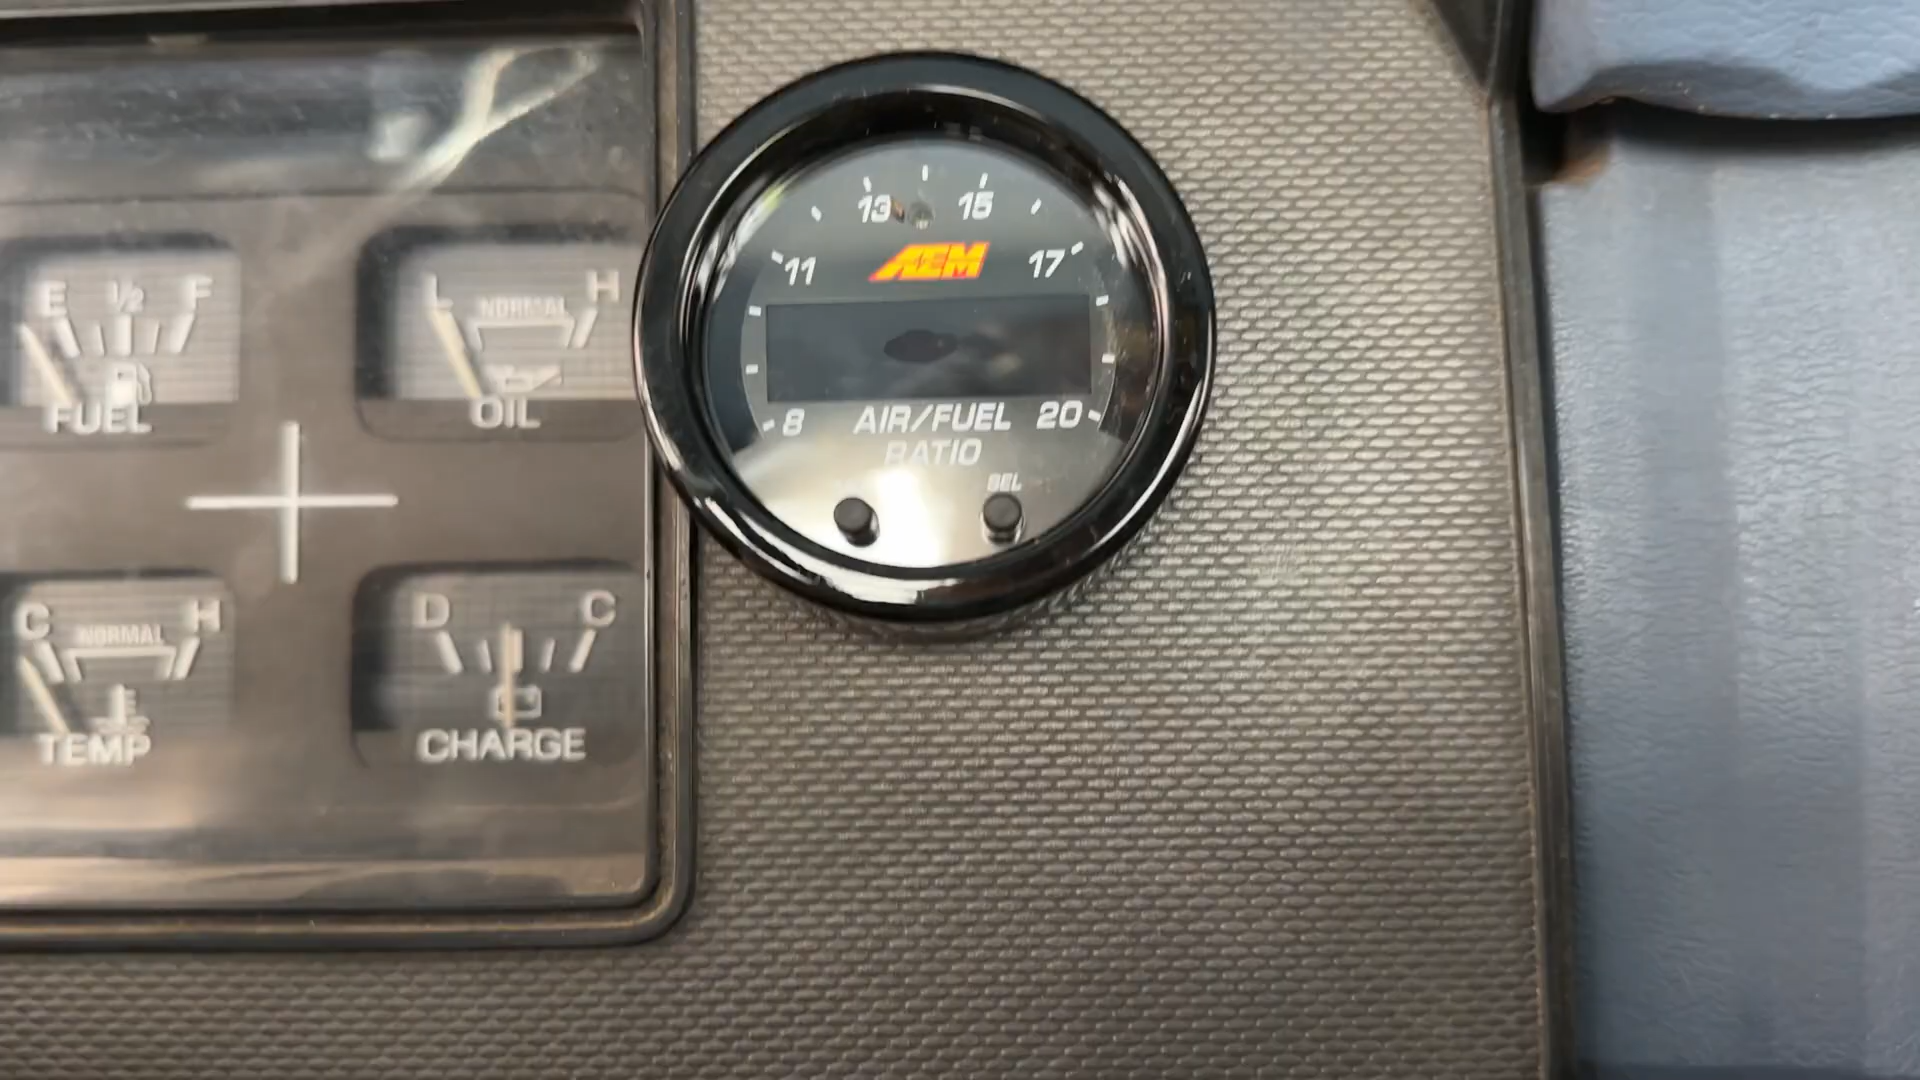 E 1/2 F
FUEL
L NORMAL H
OIL
C NORMAL H
TEMP
D C
CHARGE
13 15
11 AEM 17
8 AIR/FUEL 20
RATIO
SEL